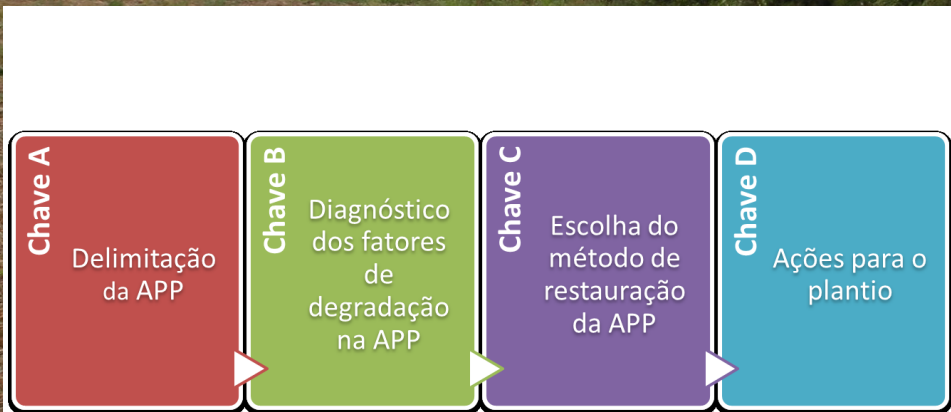 Chave A
Delimitação
da APP
Chave B
Diagnóstico
dos fatores
de
degradação
na APP
Chave C
Escolha do
método de
restauração
da APP
Chave D
Ações para o
plantio